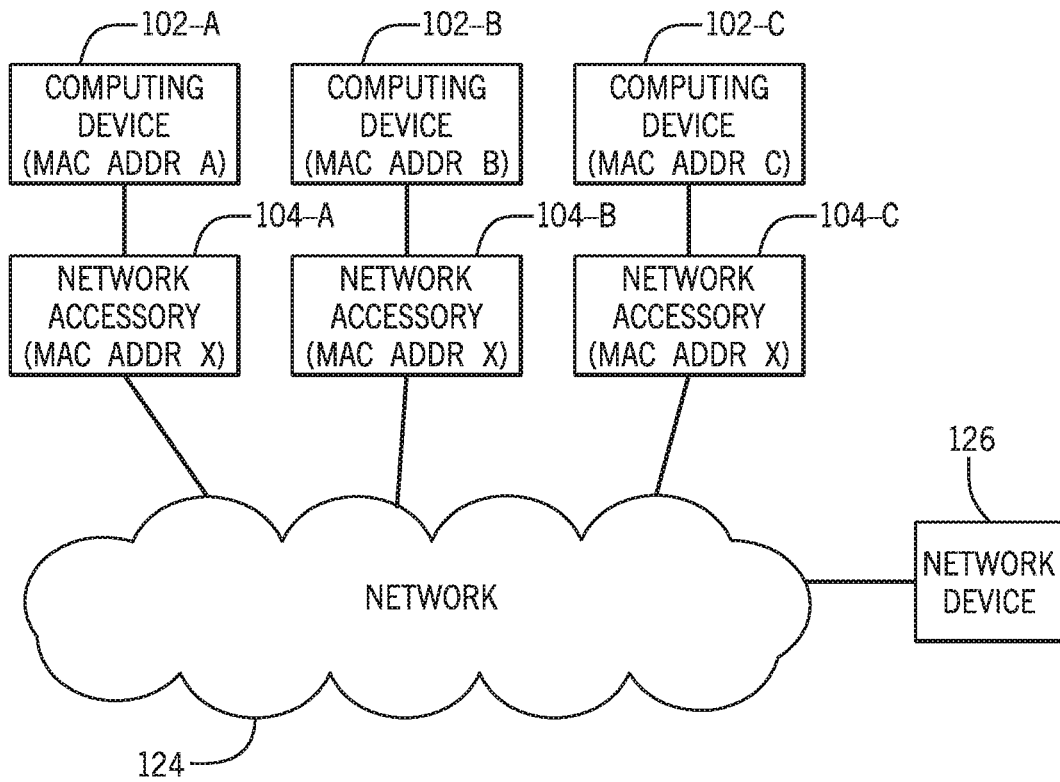 102-A
102-B
102-C
COMPUTING
DEVICE
(MAC ADDR A)
COMPUTING
DEVICE
(MAC ADDR B)
COMPUTING
DEVICE
(MAC ADDR C)
104-A
104-B
104-C
NETWORK
ACCESSORY
(MAC ADDR X)
NETWORK
ACCESSORY
(MAC ADDR X)
NETWORK
ACCESSORY
(MAC ADDR X)
126
NETWORK
DEVICE
NETWORK
124